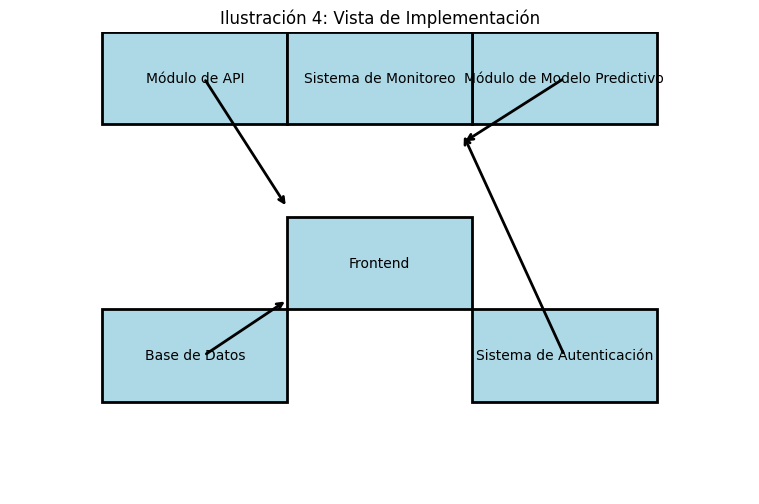 Ilustración 4: Vista de Implementación
Módulo de API
Sistema de Monitoreo
Módulo de Modelo Predictivo
Frontend
Base de Datos
Sistema de Autenticación